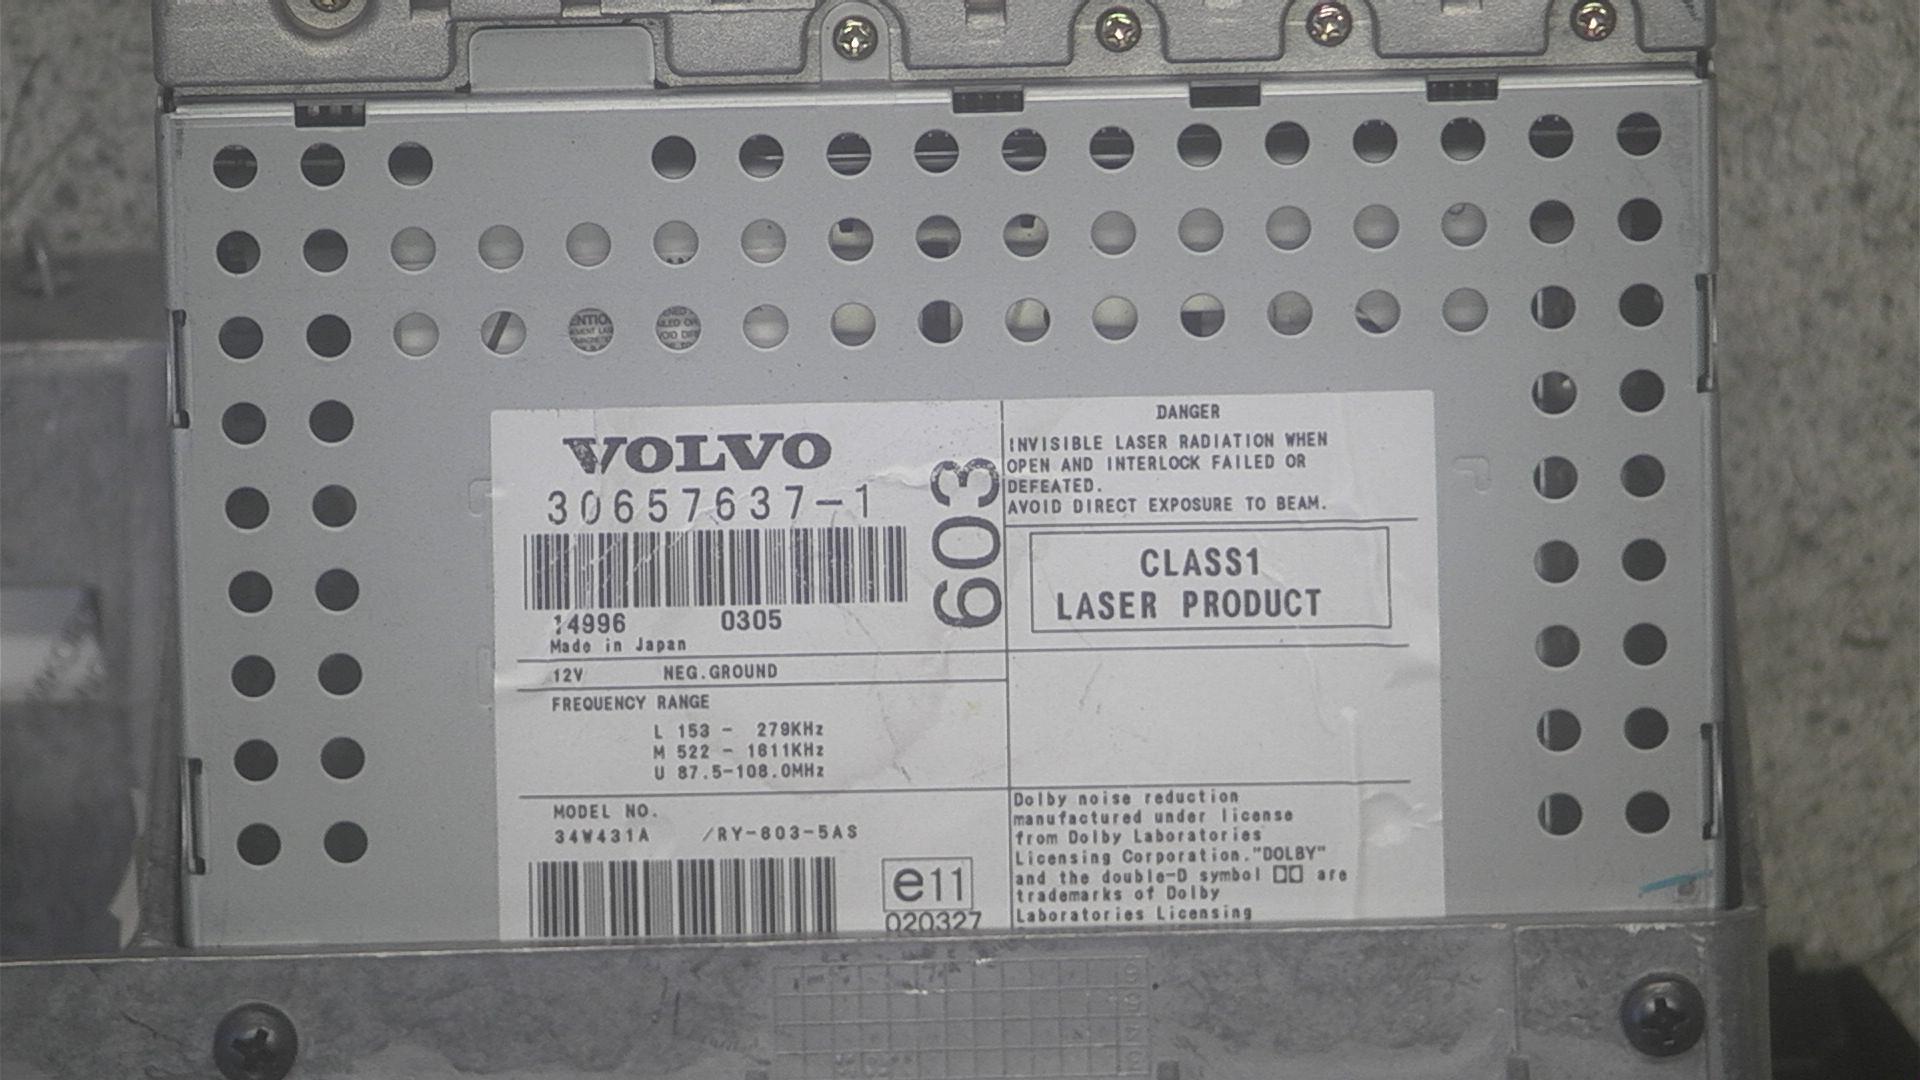 VOLVO
30657637-1
603
14996 0305
Made in Japan
12V NEG.GROUND
FREQUENCY RANGE
L 153 - 279KHz
M 522 - 1611KHz
U 87.5-108.0MHz
MODEL NO.
34W431A /RY-603-5AS
e11
020327
DANGER
INVISIBLE LASER RADIATION WHEN
OPEN AND INTERLOCK FAILED OR
DEFEATED.
AVOID DIRECT EXPOSURE TO BEAM.
CLASS1
LASER PRODUCT
Dolby noise reduction
manufactured under license
from Dolby Laboratories
Licensing Corporation."DOLBY"
and the double-D symbol are
trademarks of Dolby
Laboratories Licensing